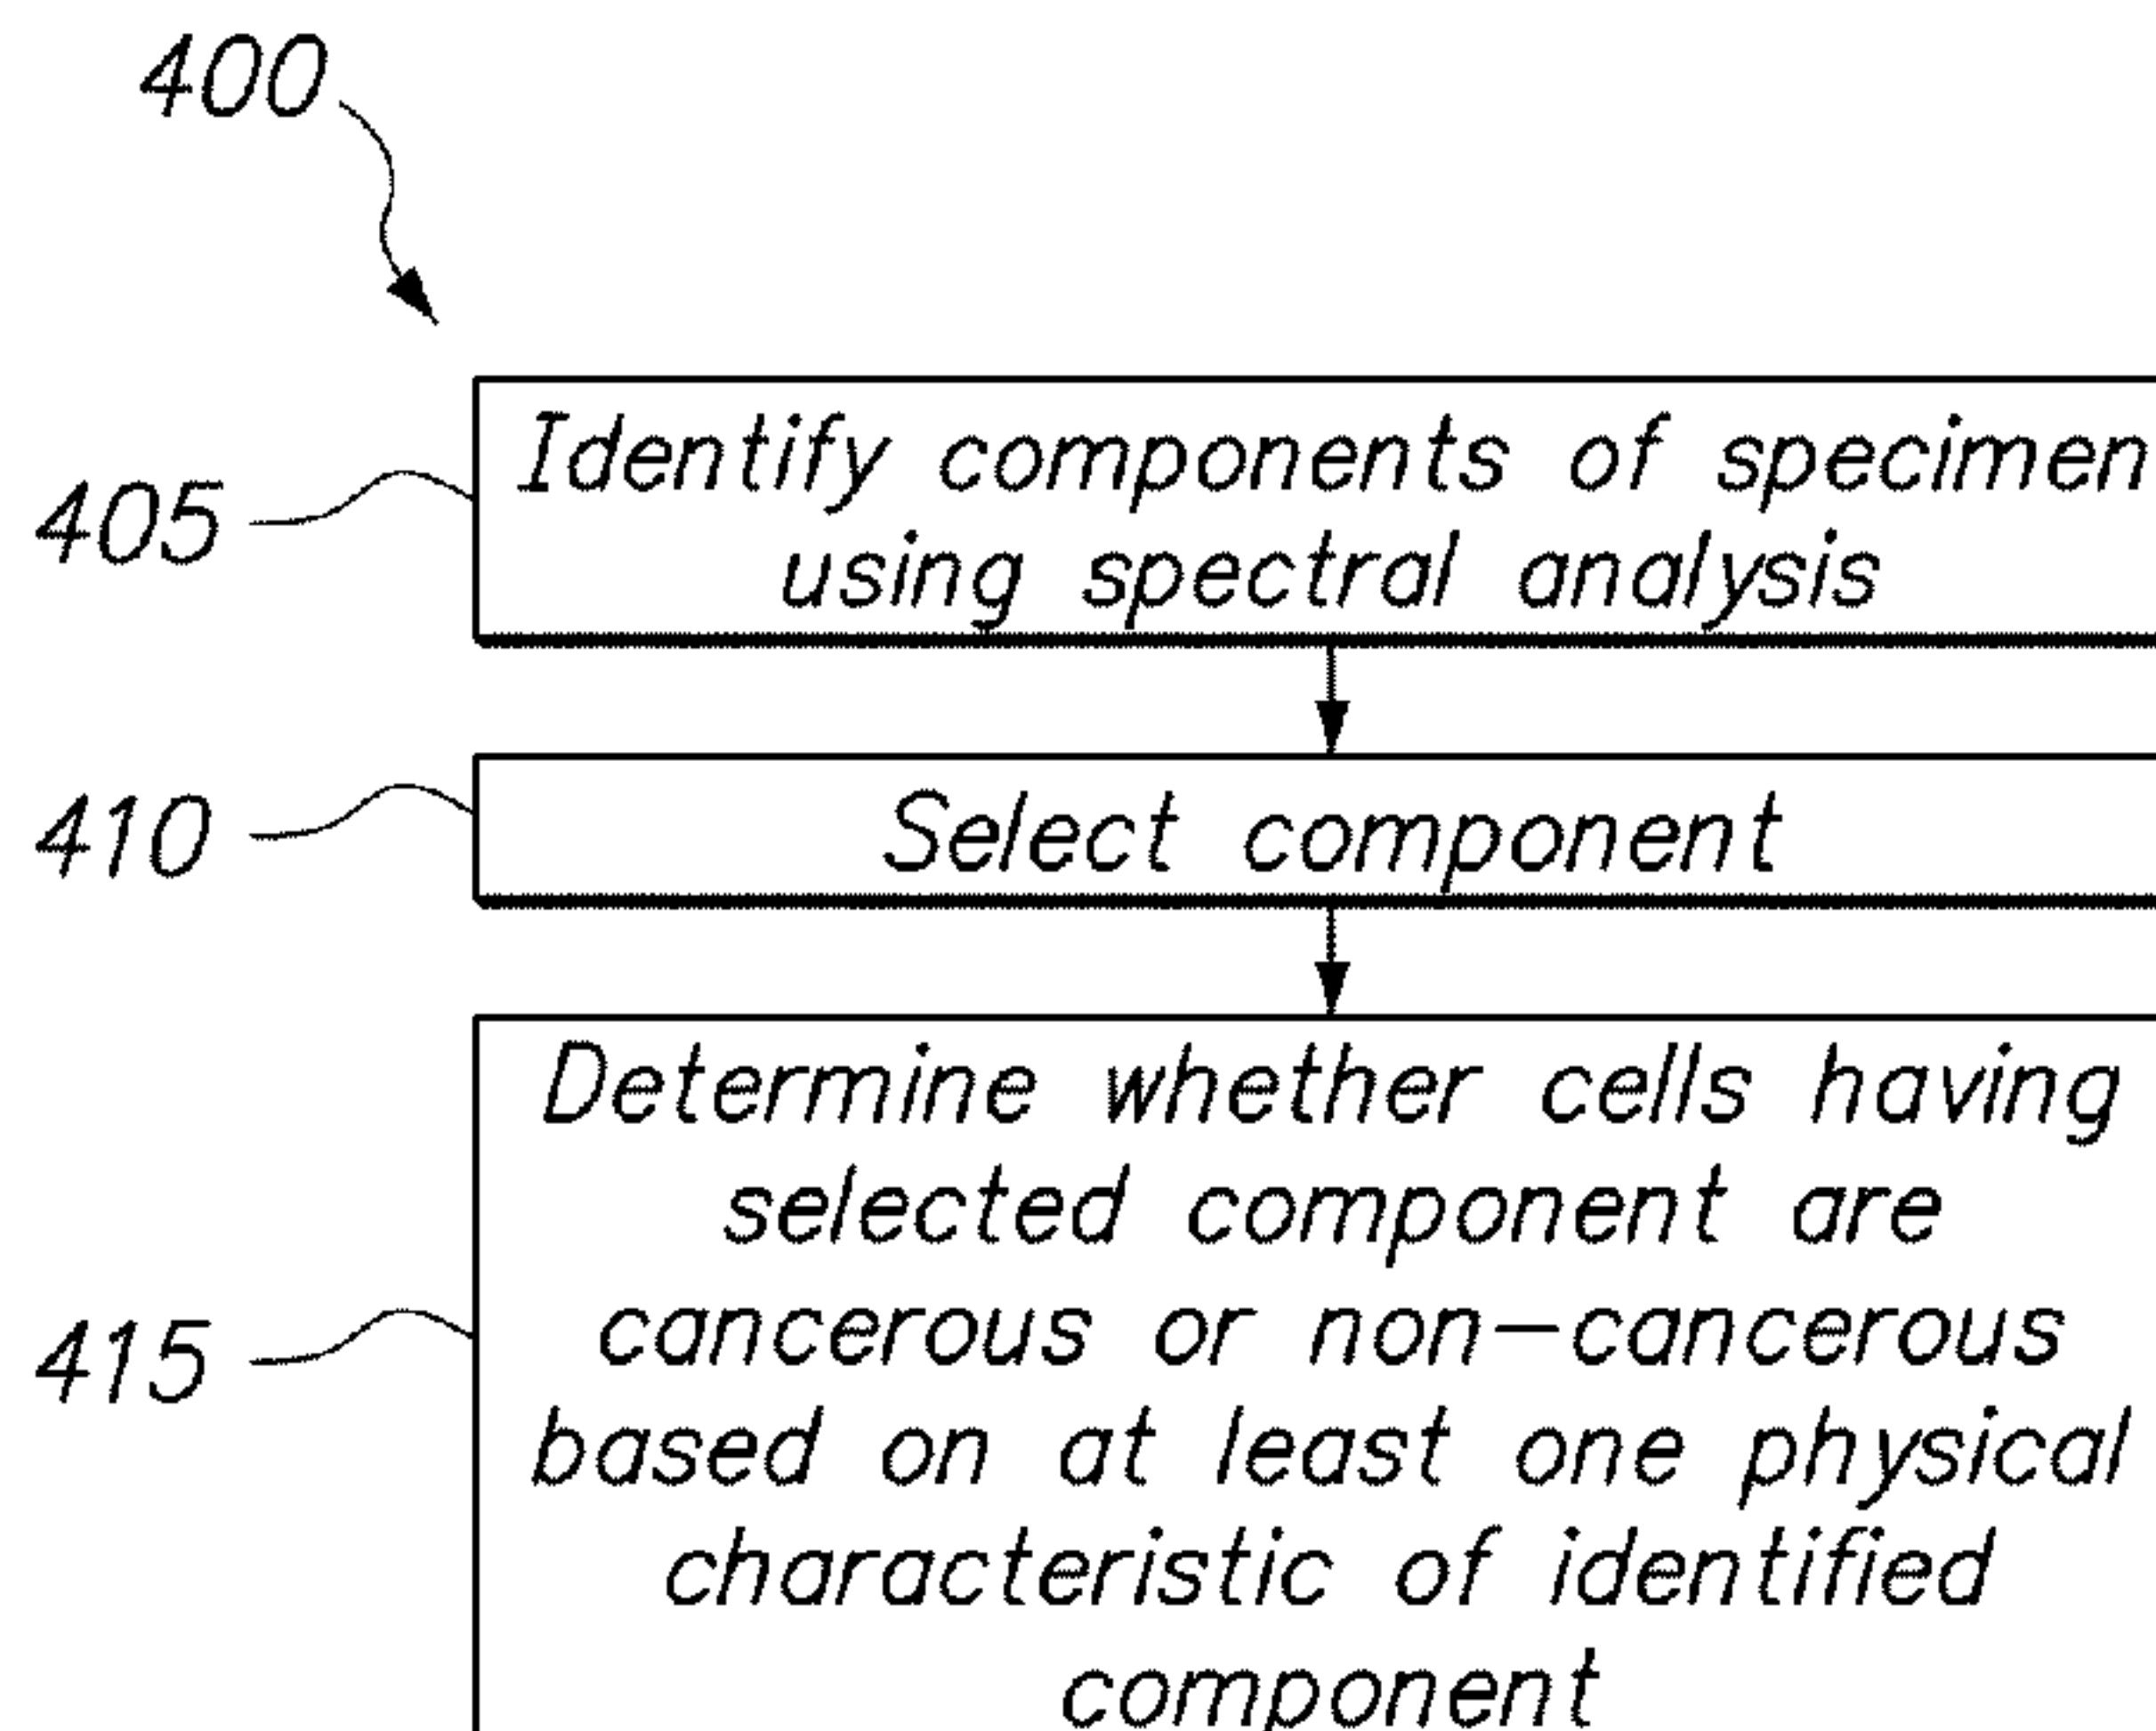 400
405
Identify components of specimen
using spectral analysis
410
Select component
415
Determine whether cells having
selected component are
cancerous or non-cancerous
based on at least one physical
characteristic of identified
component